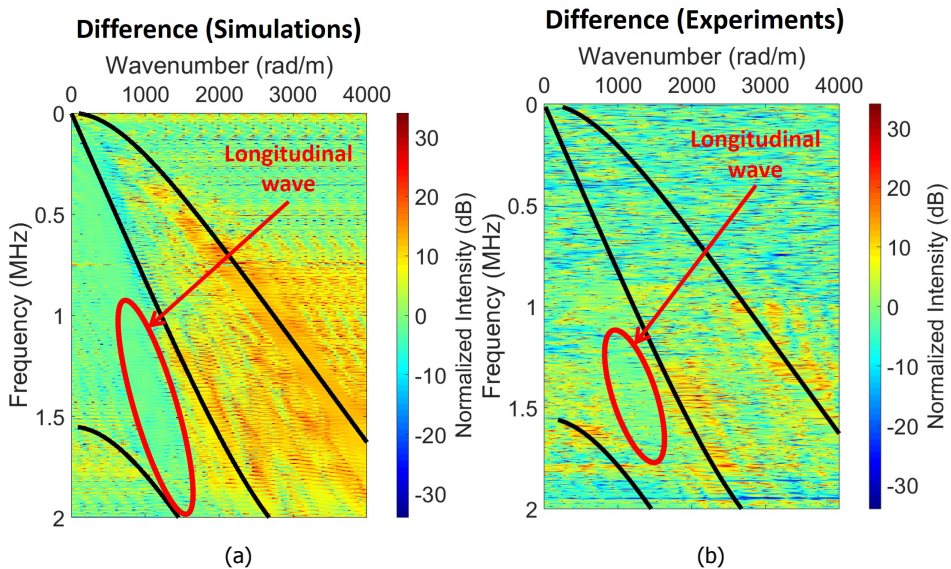 Difference (Simulations)
Wavenumber (rad/m)
0 1000 2000 3000 4000
0
0.5
1
1.5
2
Frequency (MHz)
Longitudinal
wave
30
20
10
0
-10
-20
-30
Normalized Intensity (dB)
(a)
Difference (Experiments)
Wavenumber (rad/m)
0 1000 2000 3000 4000
0
0.5
1
1.5
2
Frequency (MHz)
Longitudinal
wave
30
20
10
0
-10
-20
-30
Normalized Intensity (dB)
(b)